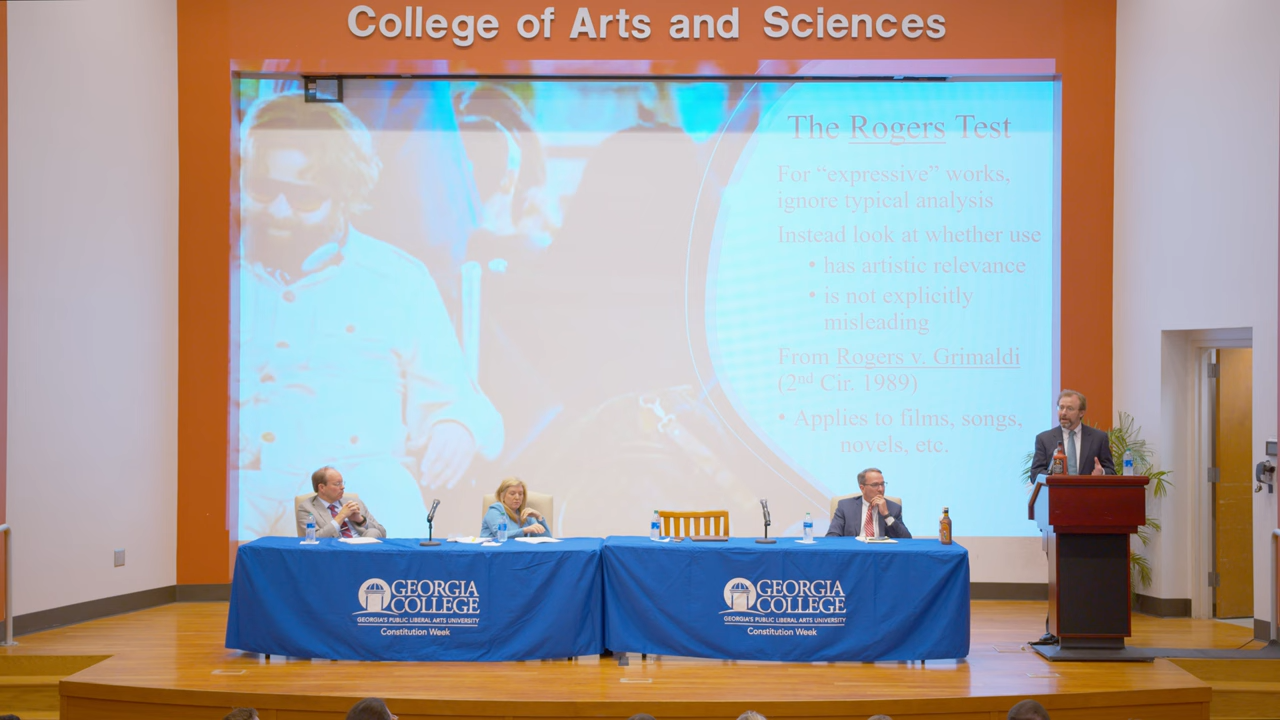 College of Arts and Sciences
The Rogers Test
For “expressive” works,
ignore typical analysis
Instead look at whether use
• has artistic relevance
• is not explicitly
misleading
From Rogers v. Grimaldi
(2nd Cir. 1989)
• Applies to films, songs,
novels, etc.
GEORGIA
COLLEGE
GEORGIA'S PUBLIC LIBERAL ARTS UNIVERSITY
Constitution Week
GEORGIA
COLLEGE
GEORGIA'S PUBLIC LIBERAL ARTS UNIVERSITY
Constitution Week